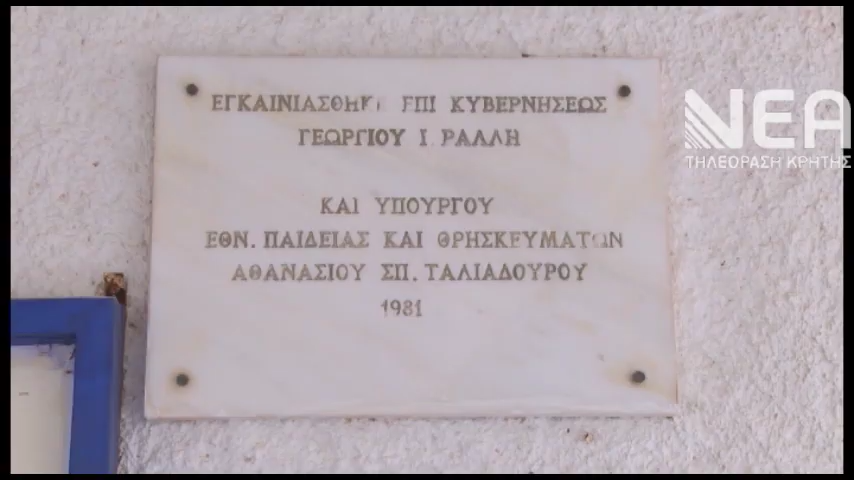 ΕΓΚΑΙΝΙΑΣΘΗΚΕ ΕΠΙ ΚΥΒΕΡΝΗΣΕΩΣ
ΓΕΩΡΓΙΟΥ Ι. ΡΑΛΛΗ
ΚΑΙ ΥΠΟΥΡΓΟΥ
ΕΘΝ. ΠΑΙΔΕΙΑΣ ΚΑΙ ΘΡΗΣΚΕΥΜΑΤΩΝ
ΑΘΑΝΑΣΙΟΥ ΣΠ. ΤΑΛΙΑΔΟΥΡΟΥ
1981
ΝΕΑ
ΤΗΛΕΟΡΑΣΗ ΚΡΗΤΗΣ